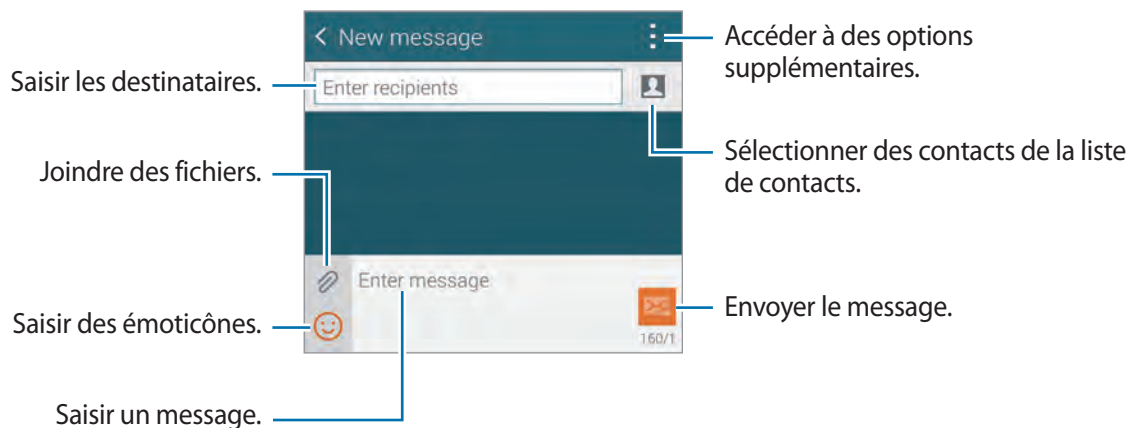 New message
Accéder à des options
supplémentaires.
Saisir les destinataires.
Enter recipients
Sélectionner des contacts de la liste
de contacts.
Joindre des fichiers.
Enter message
Envoyer le message.
Saisir des émoticônes.
160/1
Saisir un message.